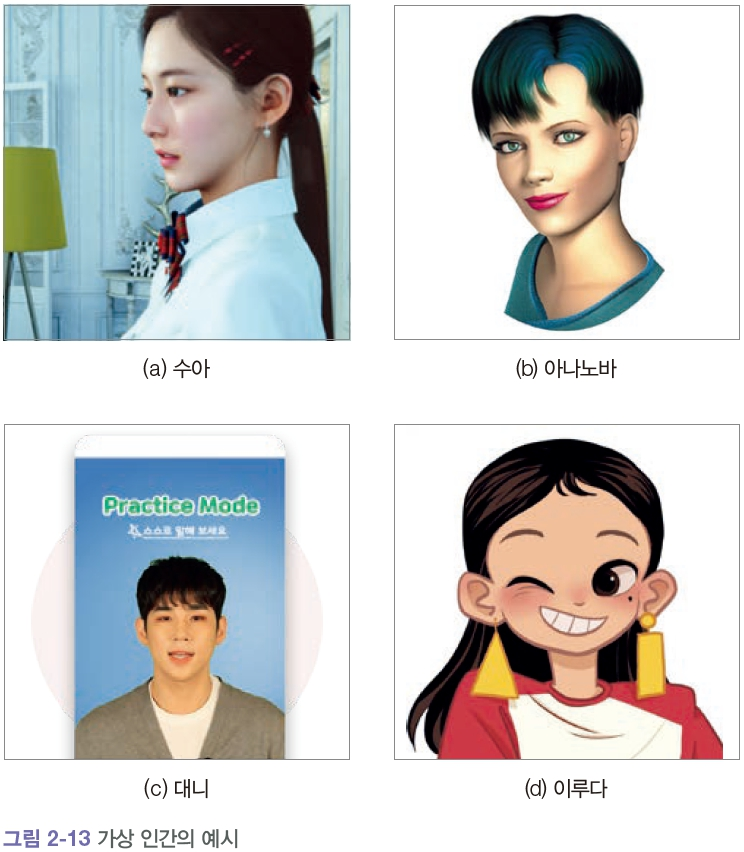 (a) 수아
(b) 아나노바
Practice Mode
스스로 말해 보세요
(c) 대니
(d) 이루다
그림 2-13 가상 인간의 예시